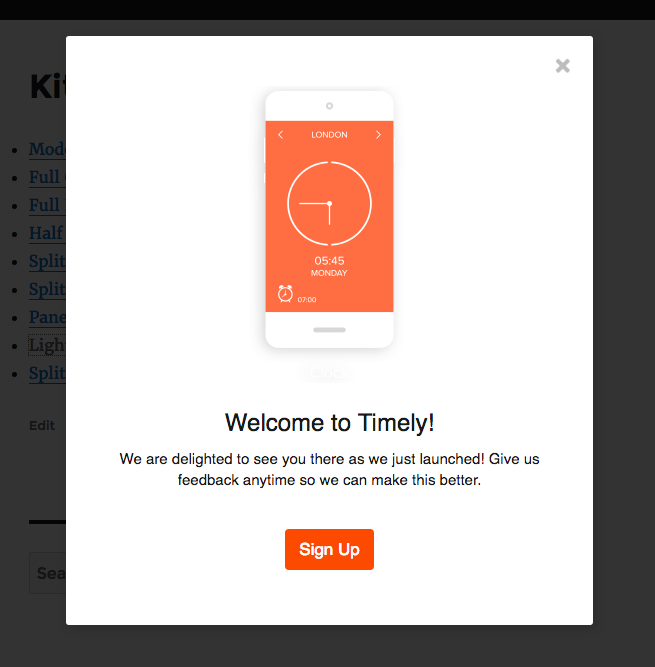 Kit
Mod
Full
Full
Half
Split
Split
Pane
Ligh
Split
Edit
Sea
LONDON
05:45
MONDAY
07:00
Welcome to Timely!
We are delighted to see you there as we just launched! Give us
feedback anytime so we can make this better.
Sign Up